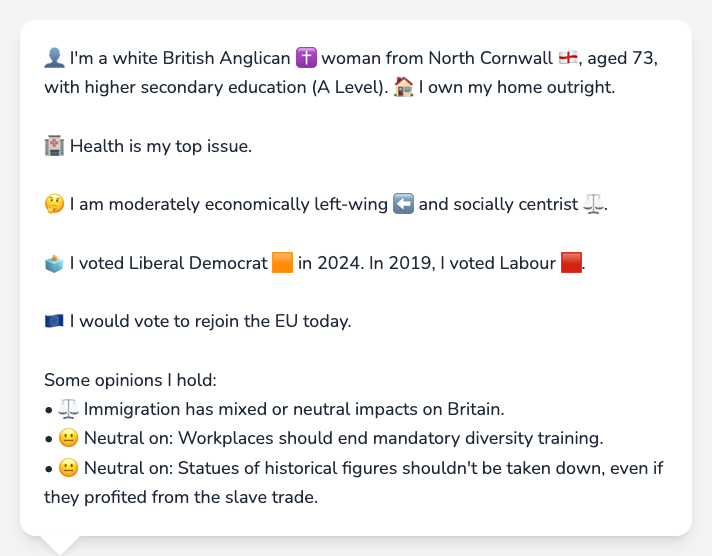 👤 I'm a white British Anglican ✝️ woman from North Cornwall 🏴󠁧󠁢󠁥󠁮󠁧󠁿, aged 73,
with higher secondary education (A Level). 🏠 I own my home outright.
🏥 Health is my top issue.
🤔 I am moderately economically left-wing ⬅️ and socially centrist ⚖️.
🗳️ I voted Liberal Democrat 🟧 in 2024. In 2019, I voted Labour 🟥.
🇪🇺 I would vote to rejoin the EU today.
Some opinions I hold:
• ⚖️ Immigration has mixed or neutral impacts on Britain.
• 😐 Neutral on: Workplaces should end mandatory diversity training.
• 😐 Neutral on: Statues of historical figures shouldn't be taken down, even if
they profited from the slave trade.